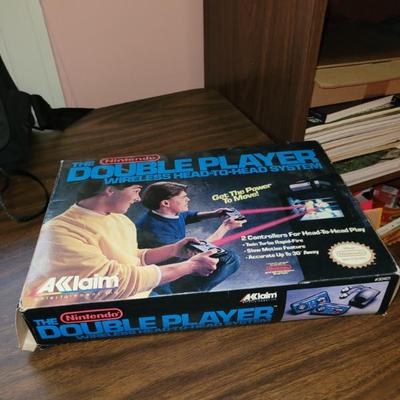 THE Nintendo
DOUBLE PLAYER
WIRELESS HEAD-TO-HEAD SYSTEM
Get The Power
To Move!
2 Controllers For Head-To-Head Play
• Twin Turbo Rapid-Fire
• Slow Motion Feature
• Accurate Up To 30' Away
AKklaim
entertainment inc.
AKklaim
THE Nintendo
DOUBLE PLAYER
WIRELESS HEAD-TO-HEAD SYSTEM